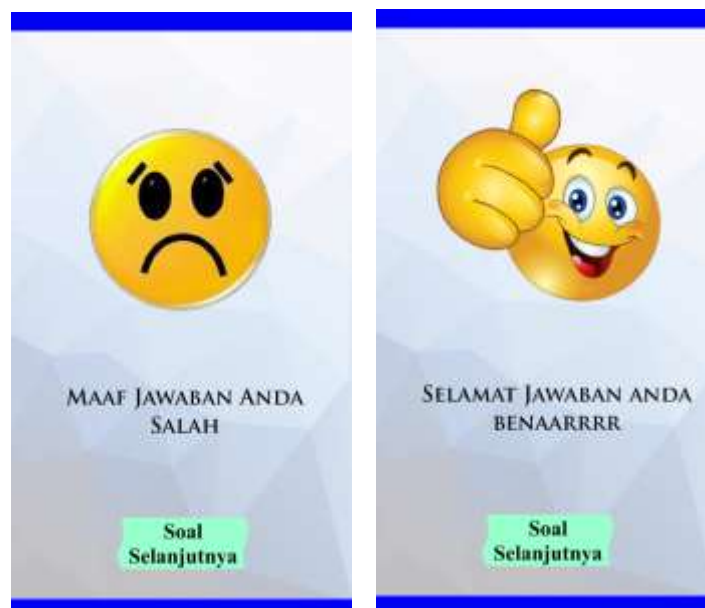 MAAF JAWABAN ANDA
SALAH
Soal
Selanjutnya
SELAMAT JAWABAN ANDA
BENAARRRR
Soal
Selanjutnya